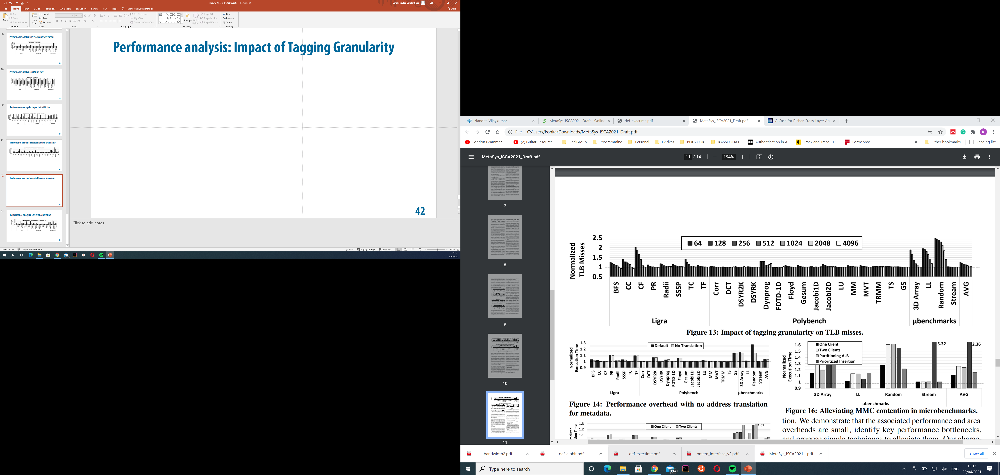 Huawei_XMem_MetaSys.pptx - PowerPoint
Kanellopoulos Konstantinos
File Home Insert Design Transitions Animations Slide Show Review View Help Tell me what you want to do
Share
Paste
Cut
Copy
Format Painter
Clipboard
New
Slide
Layout
Reset
Section
Slides
Font
Text Direction
Align Text
Convert to SmartArt
Paragraph
Arrange
Quick
Styles
Shape Fill
Shape Outline
Shape Effects
Drawing
Find
Replace
Select
Editing
38
Performance analysis: Performance overheads
39
Performance Analysis: MMC hit rate
40
Performance analysis: Impact of MMC size
41
Performance analysis: Impact of Tagging Granularity
42
Performance analysis: Impact of Tagging Granularity
43
Performance analysis: Effect of contention
Performance analysis: Impact of Tagging Granularity
42
Click to add notes
Slide 42 of 43 English (Switzerland)
Notes Display Settings Comments 150%
99+
12:13
20/04/2021
Nandita Vijaykumar
MetaSys-ISCA2021-Draft - Onlin
def-exectime.pdf
MetaSys_ISCA2021_Draft.pdf
A Case for Richer Cross-Layer Ab
File C:/Users/konka/Downloads/MetaSys_ISCA2021_Draft.pdf
K
London Grammar -... (2) Guitar Resource... RealGroup Programming Personal Ekirikas BOUZOUKI KASSOUDAKIS Authentication in A... Track and Trace - D... Formspree » Other bookmarks Reading list
MetaSys_ISCA2021_Draft.pdf
11 / 14
194%
7
8
9
10
11
Normalized
TLB Misses
2.5
2
1.5
1
0.5
64 128 256 512 1024 2048 4096
BFS CC CF PR Radii SSSP TC TF Corr DCT DSYR2K DSYRK Dynprog FDTD-1D Floyd Gesum Jacobi1D Jacobi2D LU MM MVT TRMM TS GS 3D Array LL Random Stream AVG
Ligra Polybench μbenchmarks
Figure 13: Impact of tagging granularity on TLB misses.
Normalized
Execution Time
1.3
1.2
1.1
1
0.9
Default No Translation
BFS CC CF PR Radii SSSP TC TF Corr DCT DSYR2K DSYRK Dynprog FDTD-1D Floyd Gesum Jacobi1D Jacobi2D LU MM MVT TRMM TS GS 3D Array LL Random Stream AVG
Ligra Polybench μbenchmarks
Figure 14: Performance overhead with no address translation
for metadata.
1.3
1.2
1.1
malized
tion Time
One Client Two Clients
1.61
Normalized
Execution Time
1.6
1.5
1.4
1.3
1.2
1.1
1
0.9
One Client
Two Clients
Partitioning ALB
Prioritized Insertion
5.32
2.36
3D Array LL Random Stream AVG
μbenchmarks
Figure 16: Alleviating MMC contention in microbenchmarks.
tion. We demonstrate that the associated performance and area
overheads are small, identify key performance bottlenecks,
and propose simple techniques to alleviate them. Our charac-
bandwidth2.pdf
def-albhit.pdf
def-exectime.pdf
xmem_interface_v2.pdf
MetaSys_ISCA2021....pdf
Show all
Type here to search
99+
ENG
12:13
20/04/2021